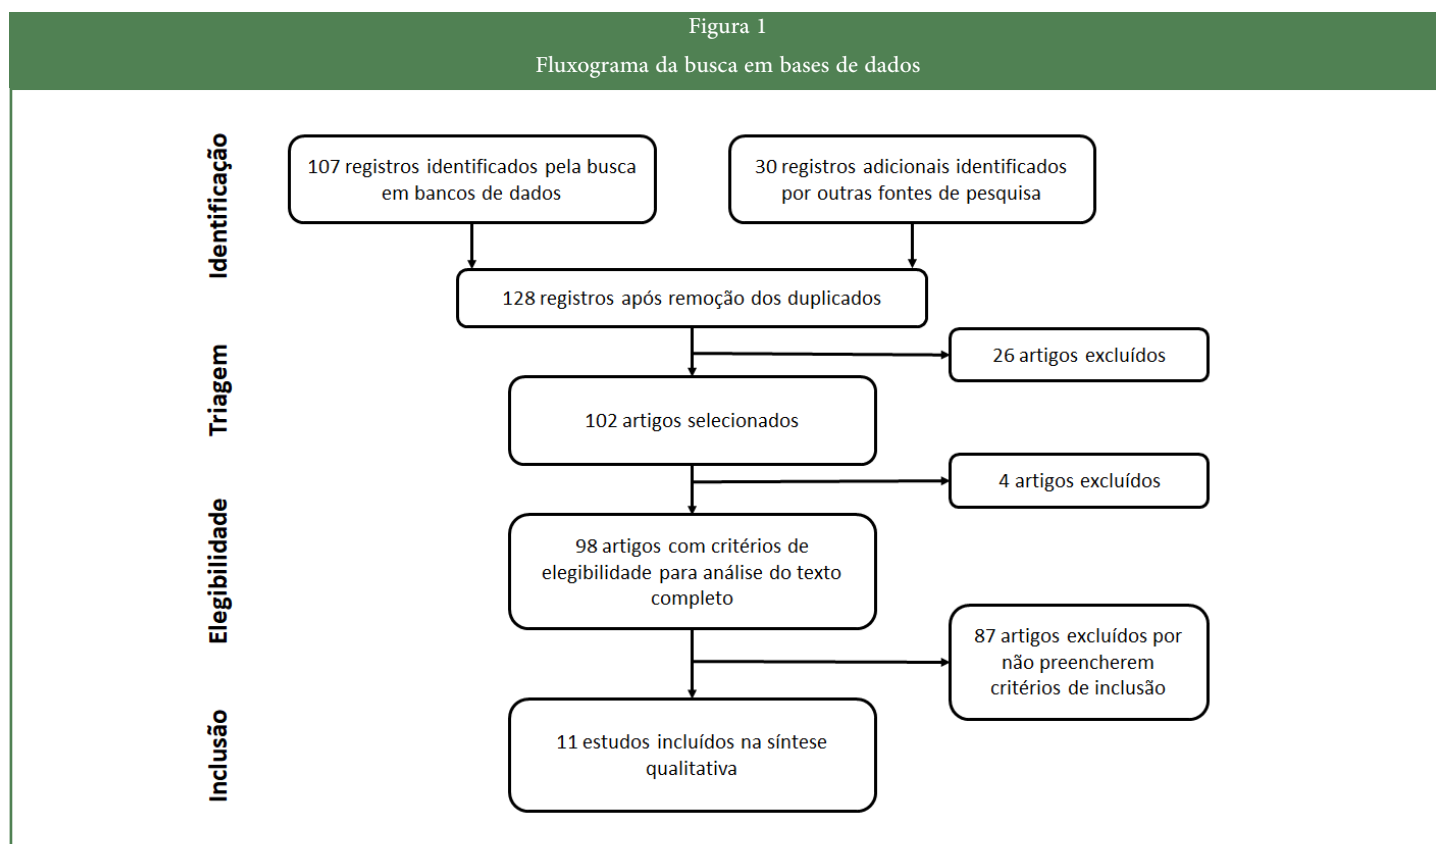 Figura 1
Fluxograma da busca em bases de dados
Identificação
107 registros identificados pela busca
em bancos de dados
30 registros adicionais identificados
por outras fontes de pesquisa
128 registros após remoção dos duplicados
Triagem
26 artigos excluídos
102 artigos selecionados
4 artigos excluídos
Elegibilidade
98 artigos com critérios de
elegibilidade para análise do texto
completo
87 artigos excluídos por
não preencherem
critérios de inclusão
Inclusão
11 estudos incluídos na síntese
qualitativa